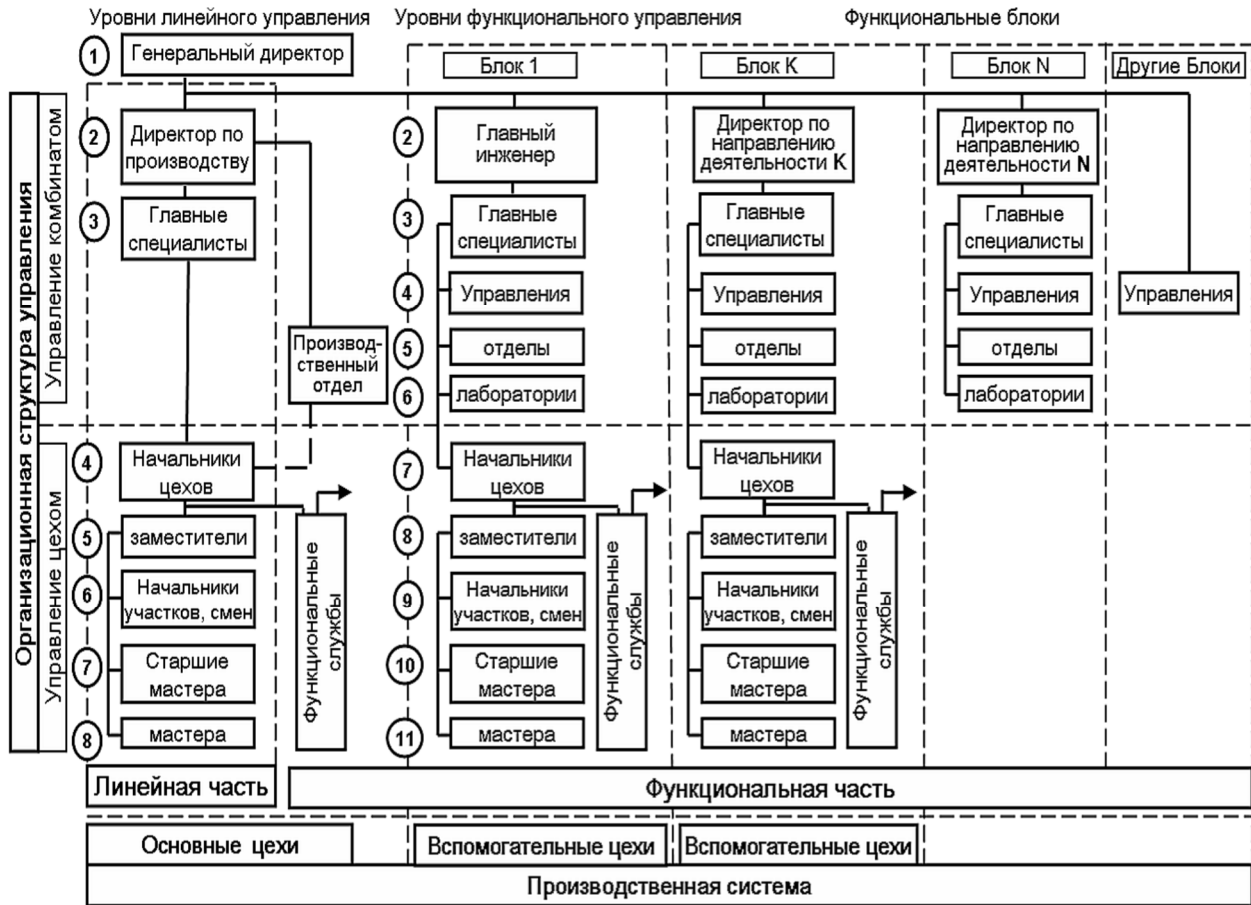 Уровни линейного управления
Уровни функционального управления
Функциональные блоки
1
Генеральный директор
Блок 1
Блок K
Блок N
Другие Блоки
Организационная структура управления
Управление комбинатом
Управление цехом
2
Директор по
производству
3
Главные
специалисты
Производ-
ственный
отдел
4
Начальники
цехов
5
заместители
6
Начальники
участков, смен
7
Старшие
мастера
8
мастера
Функциональные
службы
2
Главный
инженер
3
Главные
специалисты
4
Управления
5
отделы
6
лаборатории
7
Начальники
цехов
8
заместители
9
Начальники
участков, смен
10
Старшие
мастера
11
мастера
Функциональные
службы
Директор по
направлению
деятельности K
Главные
специалисты
Управления
отделы
лаборатории
Начальники
цехов
заместители
Начальники
участков, смен
Старшие
мастера
мастера
Функциональные
службы
Директор по
направлению
деятельности N
Главные
специалисты
Управления
отделы
лаборатории
Управления
Линейная часть
Функциональная часть
Основные цехи
Вспомогательные цехи
Вспомогательные цехи
Производственная система